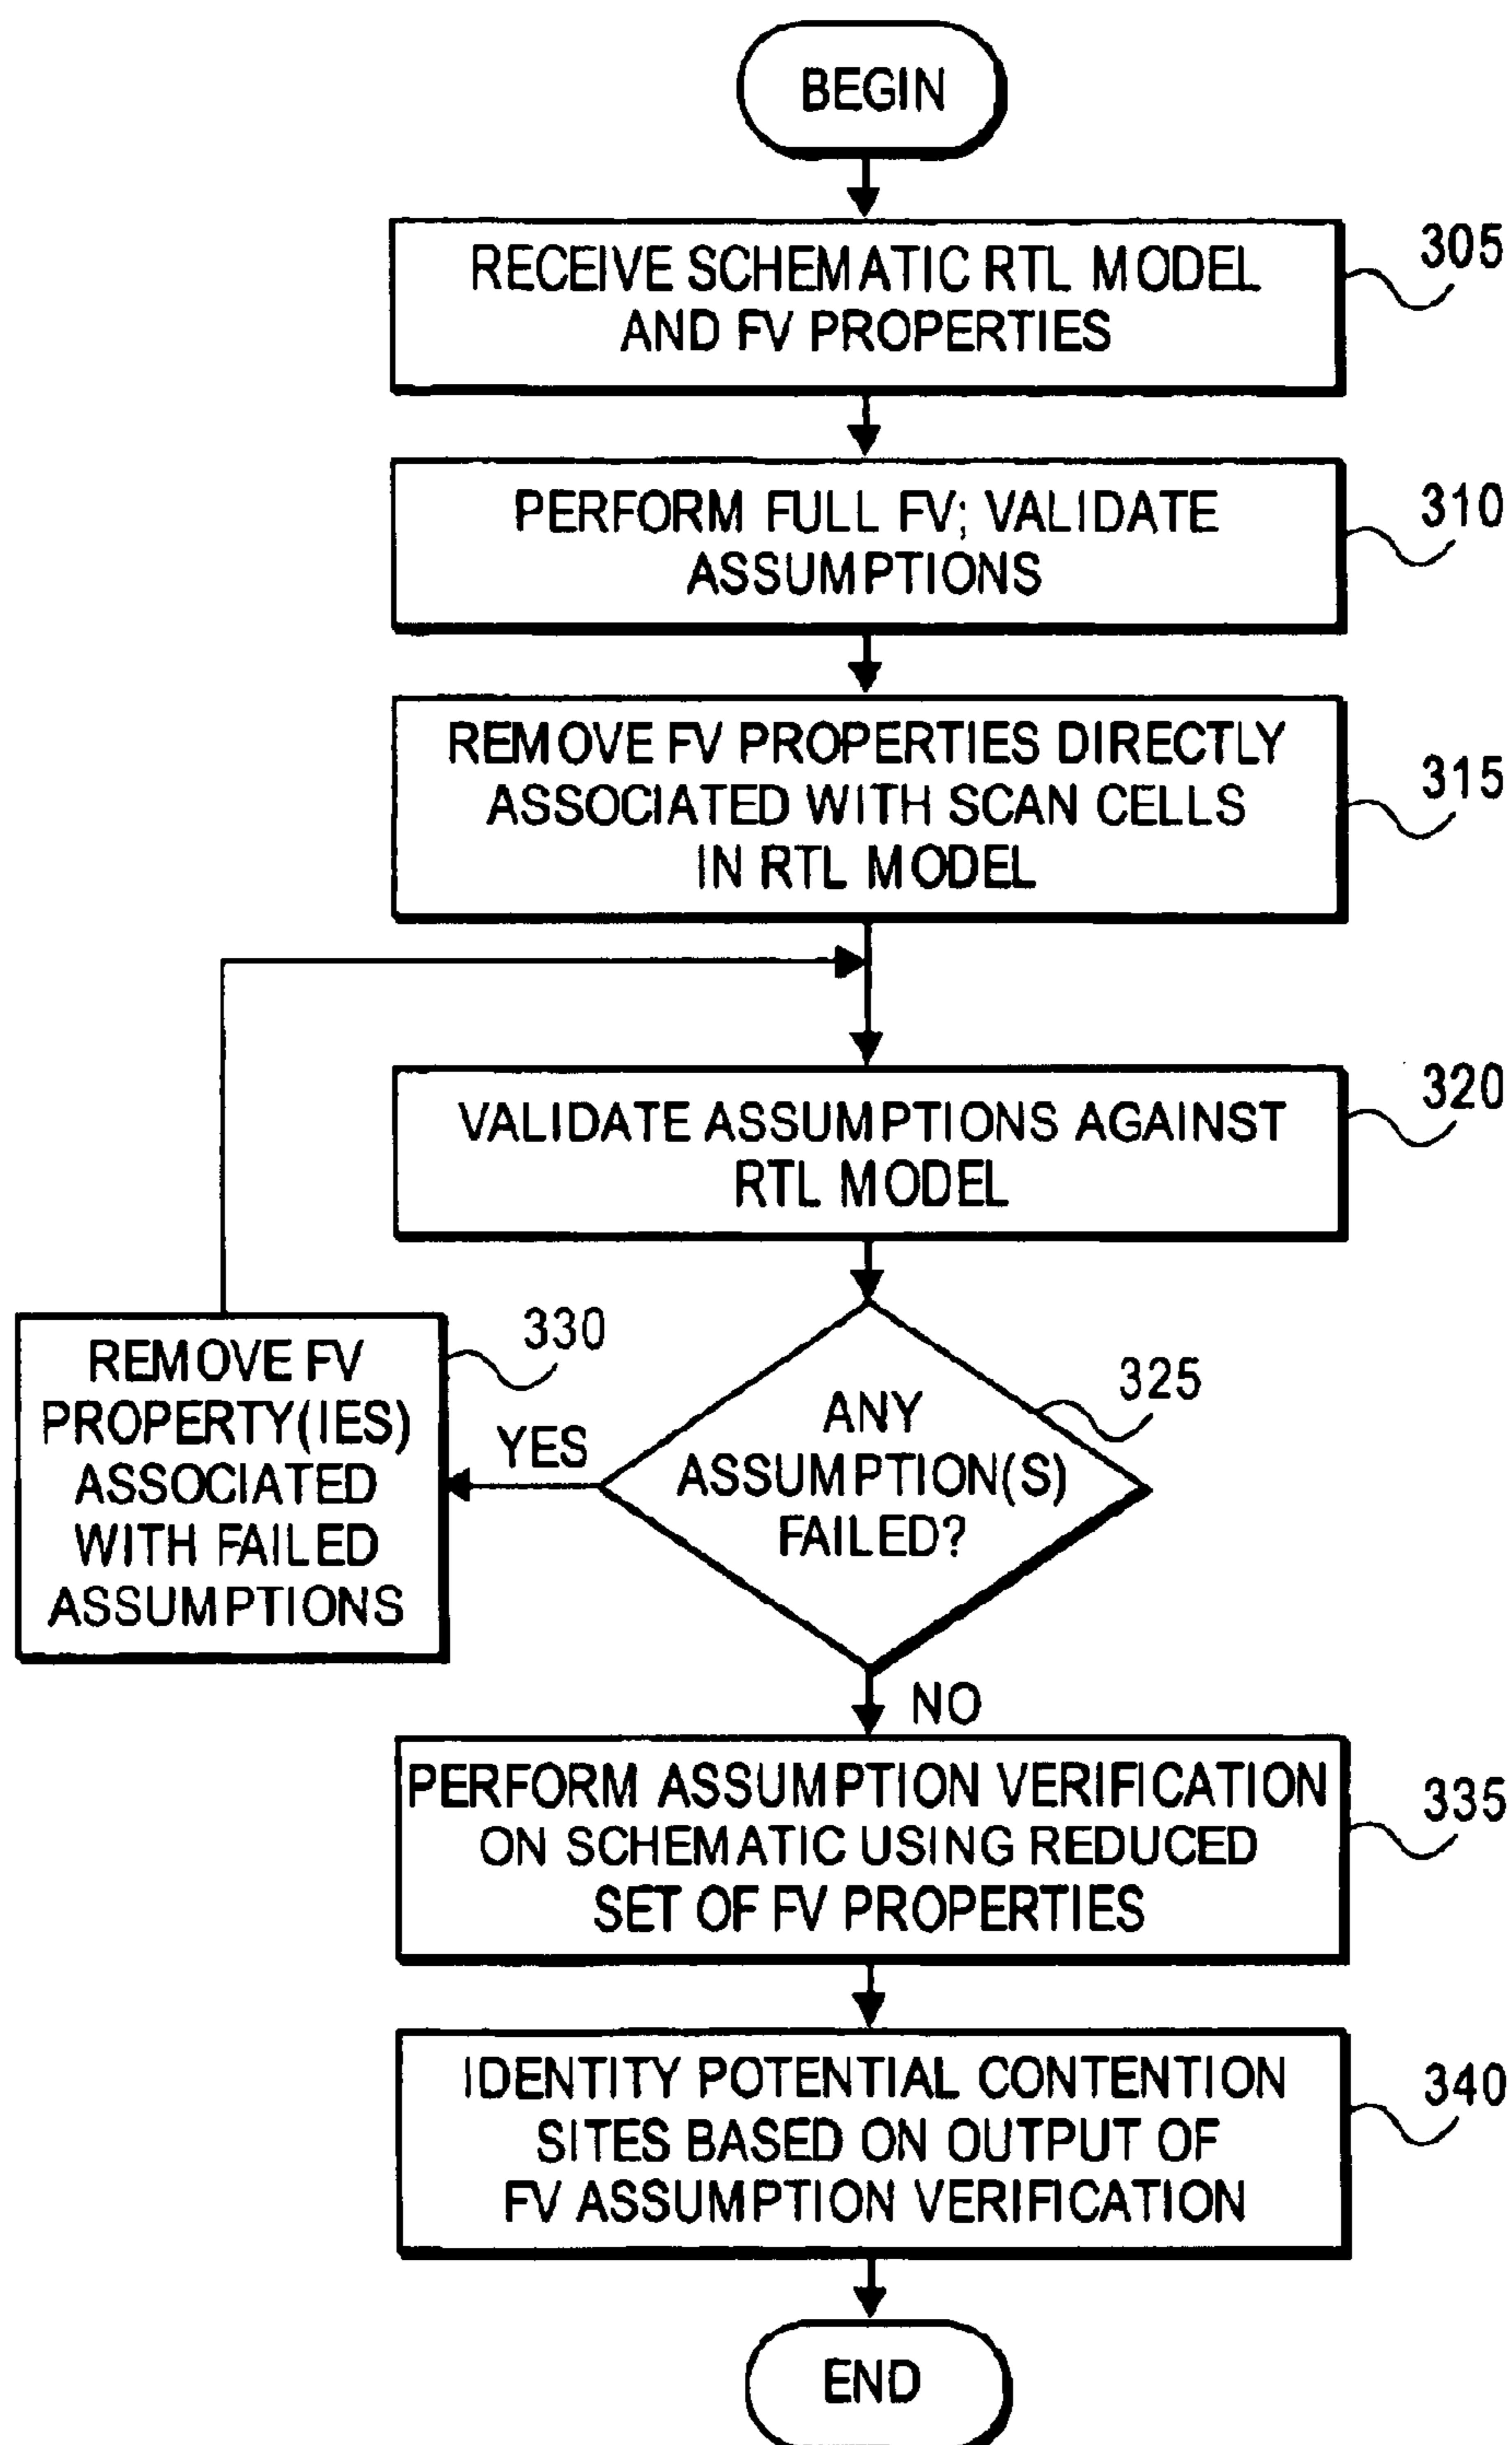 BEGIN
RECEIVE SCHEMATIC RTL MODEL
AND FV PROPERTIES
305
PERFORM FULL FV; VALIDATE
ASSUMPTIONS
310
REMOVE FV PROPERTIES DIRECTLY
ASSOCIATED WITH SCAN CELLS
IN RTL MODEL
315
VALIDATE ASSUMPTIONS AGAINST
RTL MODEL
320
ANY
ASSUMPTION(S)
FAILED?
325
YES
REMOVE FV
PROPERTY(IES)
ASSOCIATED
WITH FAILED
ASSUMPTIONS
330
NO
PERFORM ASSUMPTION VERIFICATION
ON SCHEMATIC USING REDUCED
SET OF FV PROPERTIES
335
IDENTITY POTENTIAL CONTENTION
SITES BASED ON OUTPUT OF
FV ASSUMPTION VERIFICATION
340
END